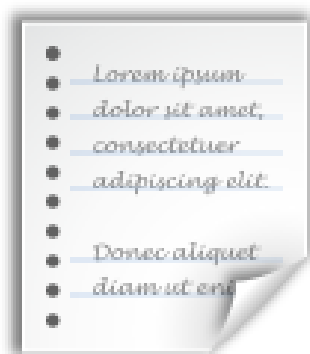 Lorem ipsum
dolor sit amet,
consectetuer
adipiscing elit.
Donec aliquet
diam ut